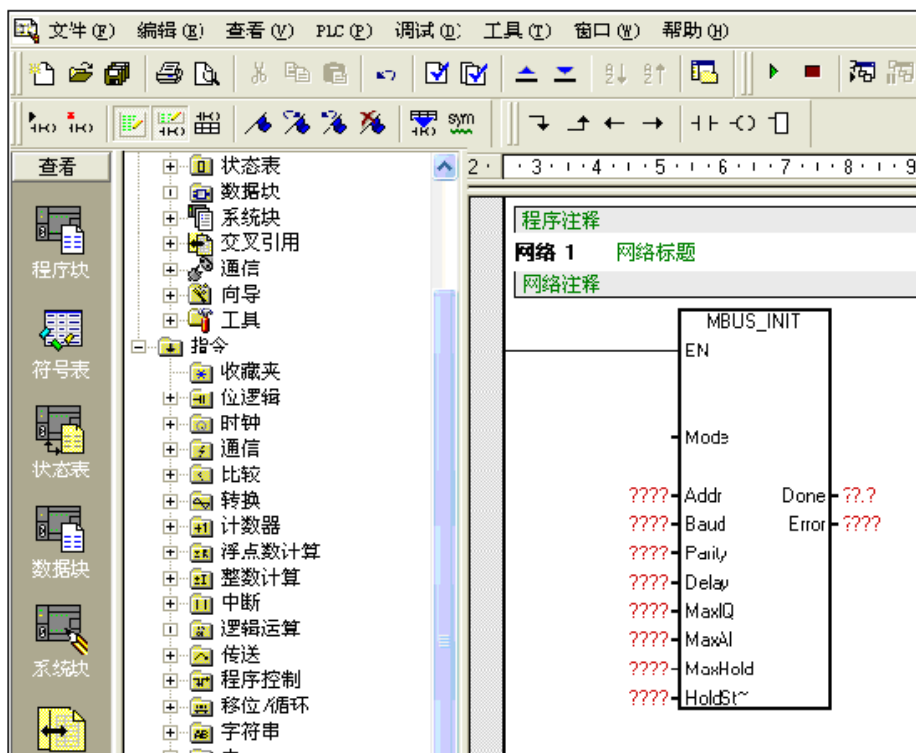 文件(F) 编辑(E) 查看(V) PLC(P) 调试(D) 工具(T) 窗口(W) 帮助(H)
sym
查看
程序块
符号表
状态表
数据块
系统块
状态表
数据块
系统块
交叉引用
通信
向导
工具
指令
收藏夹
位逻辑
时钟
通信
比较
转换
计数器
浮点数计算
整数计算
中断
逻辑运算
传送
程序控制
移位/循环
字符串
2 3 4 5 6 7 8 9
程序注释
网络 1 网络标题
网络注释
MBUS_INIT
EN
Mode
???? Addr Done ??.?
???? Baud Error ????
???? Parity
???? Delay
???? MaxIQ
???? MaxAI
???? MaxHold
???? HoldSt~